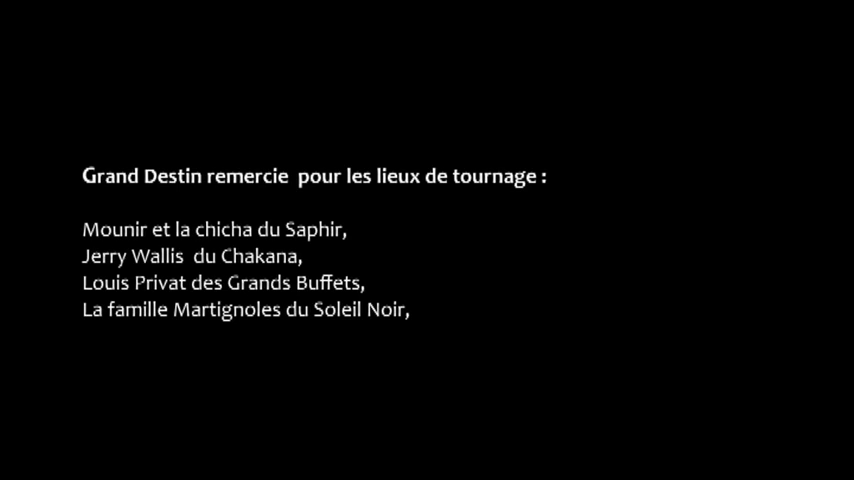 Grand Destin remercie  pour les lieux de tournage :
Mounir et la chicha du Saphir,
Jerry Wallis  du Chakana,
Louis Privat des Grands Buffets,
La famille Martignoles du Soleil Noir,